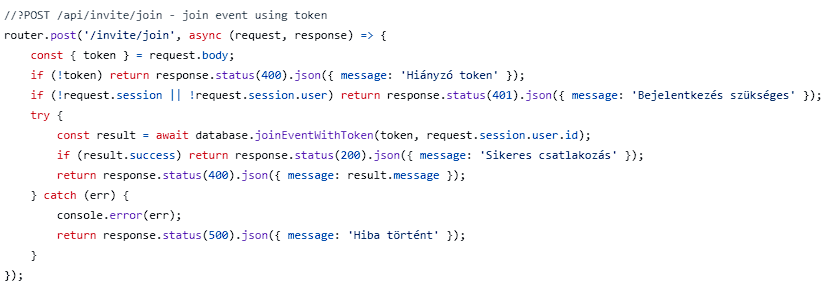 //?POST /api/invite/join - join event using token
router.post('/invite/join', async (request, response) => {
    const { token } = request.body;
    if (!token) return response.status(400).json({ message: 'Hiányzó token' });
    if (!request.session || !request.session.user) return response.status(401).json({ message: 'Bejelentkezés szükséges' });
    try {
        const result = await database.joinEventWithToken(token, request.session.user.id);
        if (result.success) return response.status(200).json({ message: 'Sikeres csatlakozás' });
        return response.status(400).json({ message: result.message });
    } catch (err) {
        console.error(err);
        return response.status(500).json({ message: 'Hiba történt' });
    }
});